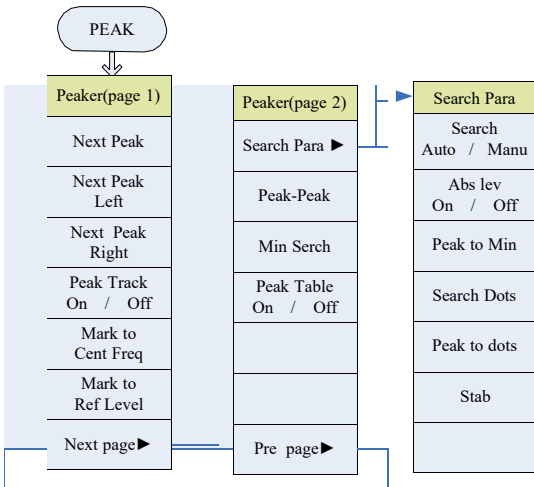 PEAK
Peaker(page 1)
Next Peak
Next Peak
Left
Next Peak
Right
Peak Track
On / Off
Mark to
Cent Freq
Mark to
Ref Level
Next page►
Peaker(page 2)
Search Para ►
Peak-Peak
Min Serch
Peak Table
On / Off
Pre page►
Search Para
Search
Auto / Manu
Abs lev
On / Off
Peak to Min
Search Dots
Peak to dots
Stab